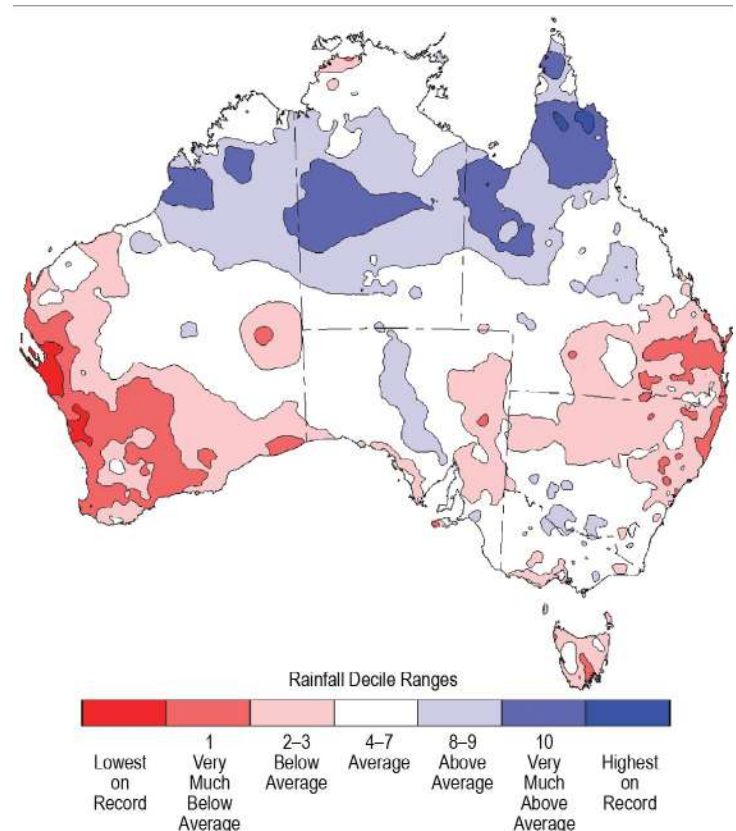 Rainfall Decile Ranges
Lowest
on
Record
1
Very
Much
Below
Average
2–3
Below
Average
4–7
Average
8–9
Above
Average
10
Very
Much
Above
Average
Highest
on
Record